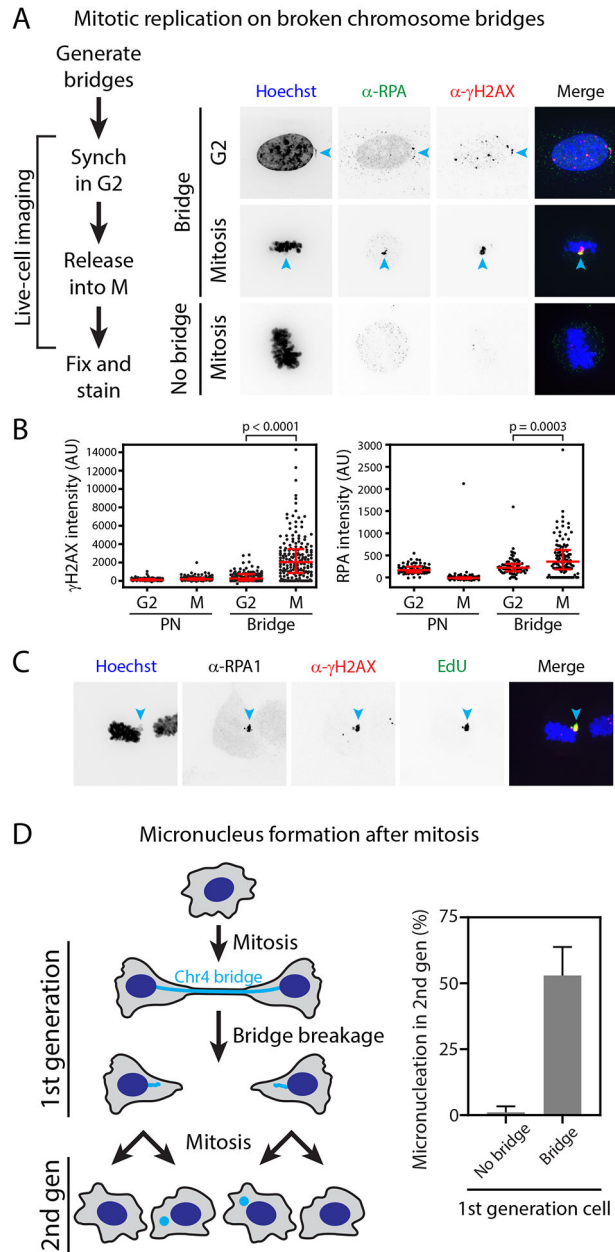 A Mitotic replication on broken chromosome bridges
Generate
bridges
Synch
in G2
Release
into M
Fix and
stain
Live-cell imaging
Hoechst α-RPA α-γH2AX Merge
Bridge
G2
Mitosis
No bridge
Mitosis
B
p < 0.0001
14000
12000
10000
8000
6000
4000
2000
0
γH2AX intensity (AU)
G2 M G2 M
PN Bridge
p = 0.0003
3000
2500
2000
1500
1000
500
0
RPA intensity (AU)
G2 M G2 M
PN Bridge
C
Hoechst α-RPA1 α-γH2AX EdU Merge
D Micronucleus formation after mitosis
Mitosis
Chr4 bridge
Bridge breakage
Mitosis
1st generation
2nd gen
75
50
25
0
Micronucleation in 2nd gen (%)
No bridge
Bridge
1st generation cell